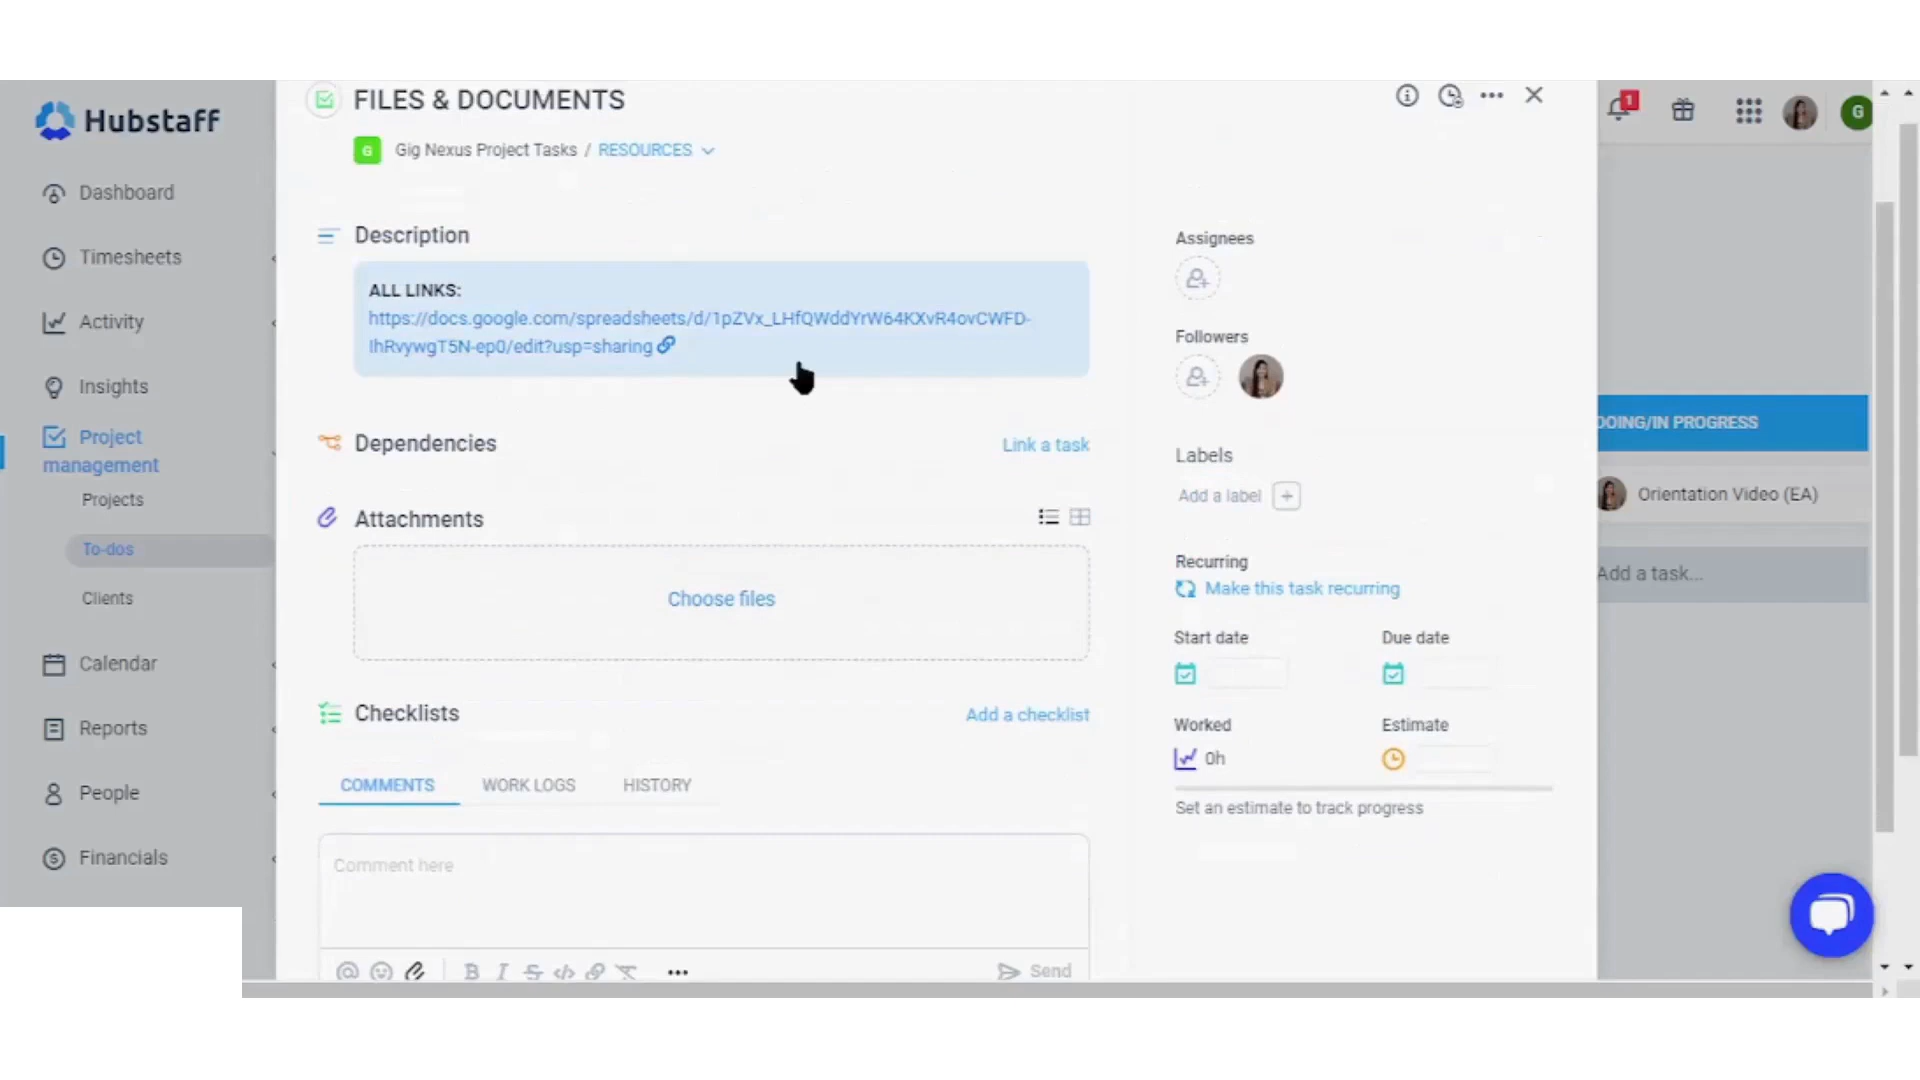 Hubstaff
Dashboard
Timesheets
Activity
Insights
Project
management
Projects
To-dos
Clients
Calendar
Reports
People
Financials
FILES & DOCUMENTS
G
Gig Nexus Project Tasks / RESOURCES
Description
ALL LINKS:
https://docs.google.com/spreadsheets/d/1pZVx_LHfQWddYrW64KXvR4ovCWFD-
IhRvywgT5N-ep0/edit?usp=sharing
Dependencies
Link a task
Attachments
Choose files
Checklists
Add a checklist
COMMENTS
WORK LOGS
HISTORY
Comment here
B I S
Send
Assignees
Followers
Labels
Add a label +
Recurring
Make this task recurring
Start date
Due date
Worked
Estimate
0h
Set an estimate to track progress
1
G
DOING/IN PROGRESS
Orientation Video (EA)
Add a task...